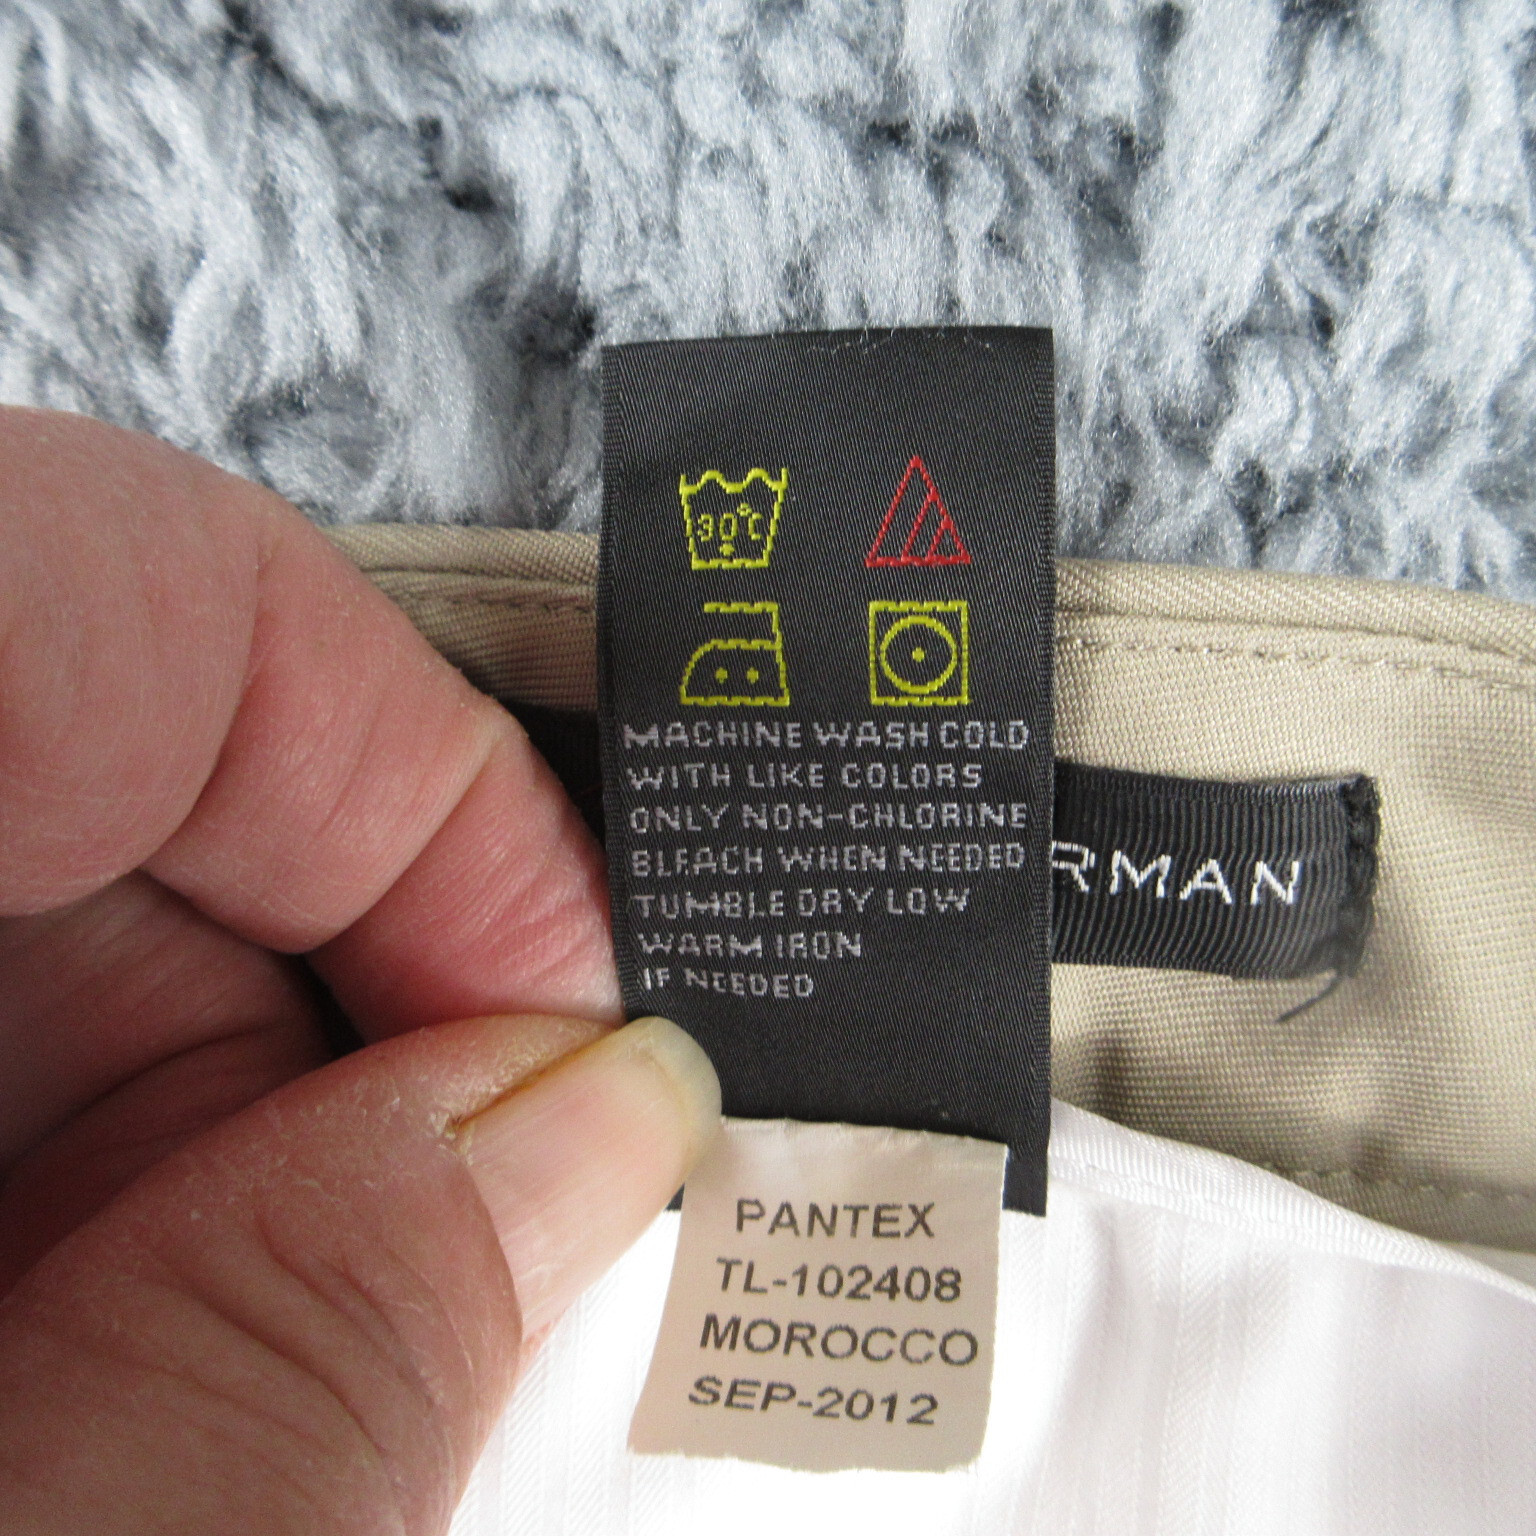 30°C
MACHINE WASH COLD
WITH LIKE COLORS
ONLY NON-CHLORINE
BLEACH WHEN NEEDED
TUMBLE DRY LOW
WARM IRON
IF NEEDED
RMAN
PANTEX
TL-102408
MOROCCO
SEP-2012